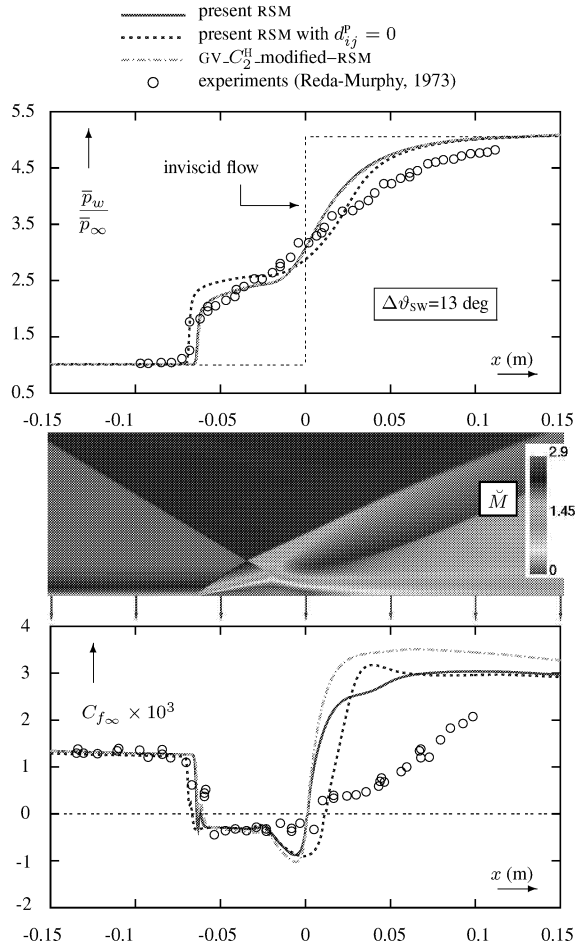 present RSM
present RSM with d_{ij}^P = 0
GV_C_2^H_modified–RSM
experiments (Reda-Murphy, 1973)
5.5
inviscid flow
4.5
p̅_w / p̅_∞
3.5
2.5
Δϑ_SW=13 deg
1.5
x (m)
0.5
-0.15 -0.1 -0.05 0 0.05 0.1 0.15
2.9
M̆
1.45
0
4
3
C_{f∞} × 10^3
2
1
0
-1
x (m)
-2
-0.15 -0.1 -0.05 0 0.05 0.1 0.15